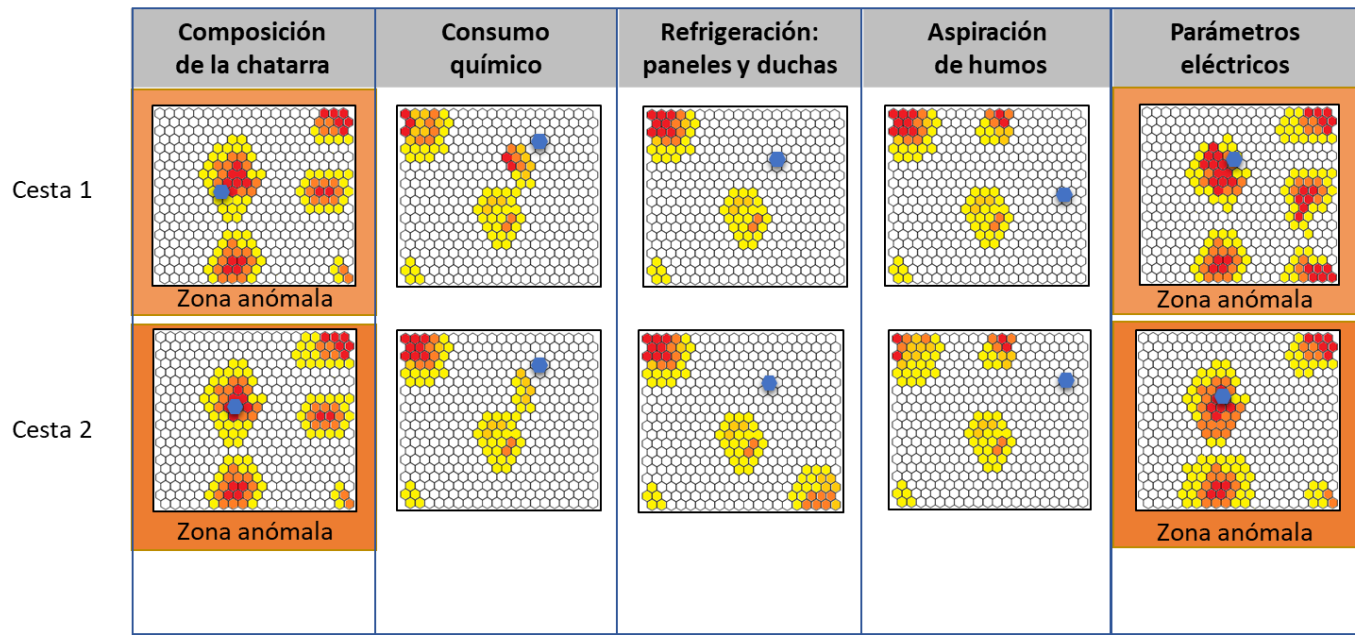 Composición
de la chatarra
Consumo
químico
Refrigeración:
paneles y duchas
Aspiración
de humos
Parámetros
eléctricos
Cesta 1
Zona anómala
Zona anómala
Cesta 2
Zona anómala
Zona anómala